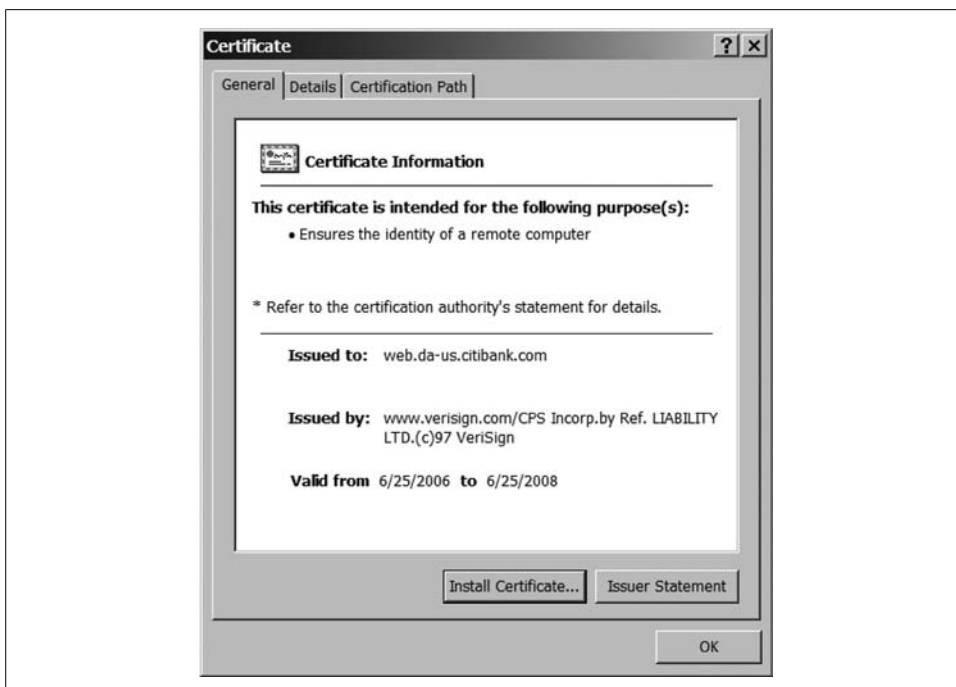 Certificate
General Details Certification Path
Certificate Information
This certificate is intended for the following purpose(s):
• Ensures the identity of a remote computer
* Refer to the certification authority's statement for details.
Issued to: web.da-us.citibank.com
Issued by: www.verisign.com/CPS Incorp.by Ref. LIABILITY
LTD.(c)97 VeriSign
Valid from 6/25/2006 to 6/25/2008
Install Certificate... Issuer Statement
OK